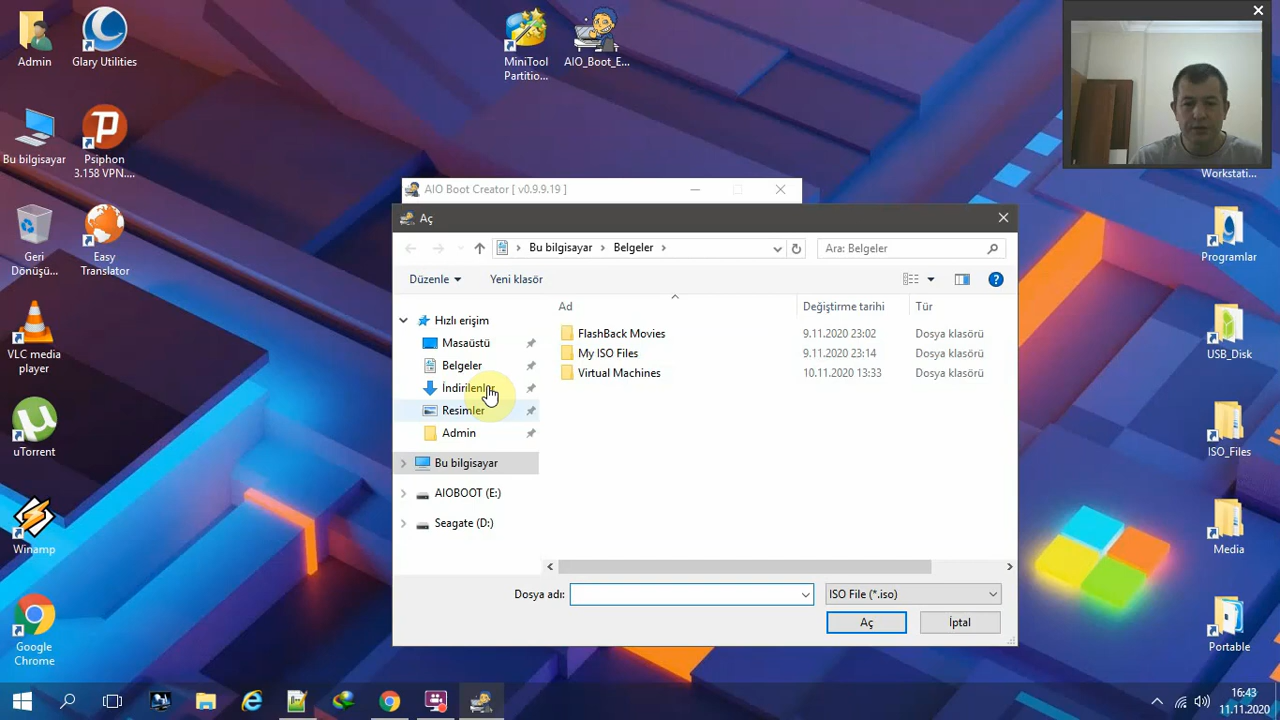 Admin
Glary Utilities
MiniTool
Partitio...
AIO_Boot_E...
Bu bilgisayar
Psiphon
3.158 VPN....
Geri
Dönüşü...
Easy
Translator
VLC media
player
uTorrent
Winamp
Google
Chrome
AIO Boot Creator [ v0.9.9.19 ]
Aç
Bu bilgisayar
Belgeler
Ara: Belgeler
Düzenle
Yeni klasör
Hızlı erişim
Masaüstü
Belgeler
İndirilenler
Resimler
Admin
Bu bilgisayar
AIOBOOT (E:)
Seagate (D:)
Ad
Değiştirme tarihi
Tür
FlashBack Movies
9.11.2020 23:02
Dosya klasörü
My ISO Files
9.11.2020 23:14
Dosya klasörü
Virtual Machines
10.11.2020 13:33
Dosya klasörü
Dosya adı:
ISO File (*.iso)
Aç
İptal
Workstati...
Programlar
USB_Disk
ISO_Files
Media
Portable
16:43
11.11.2020